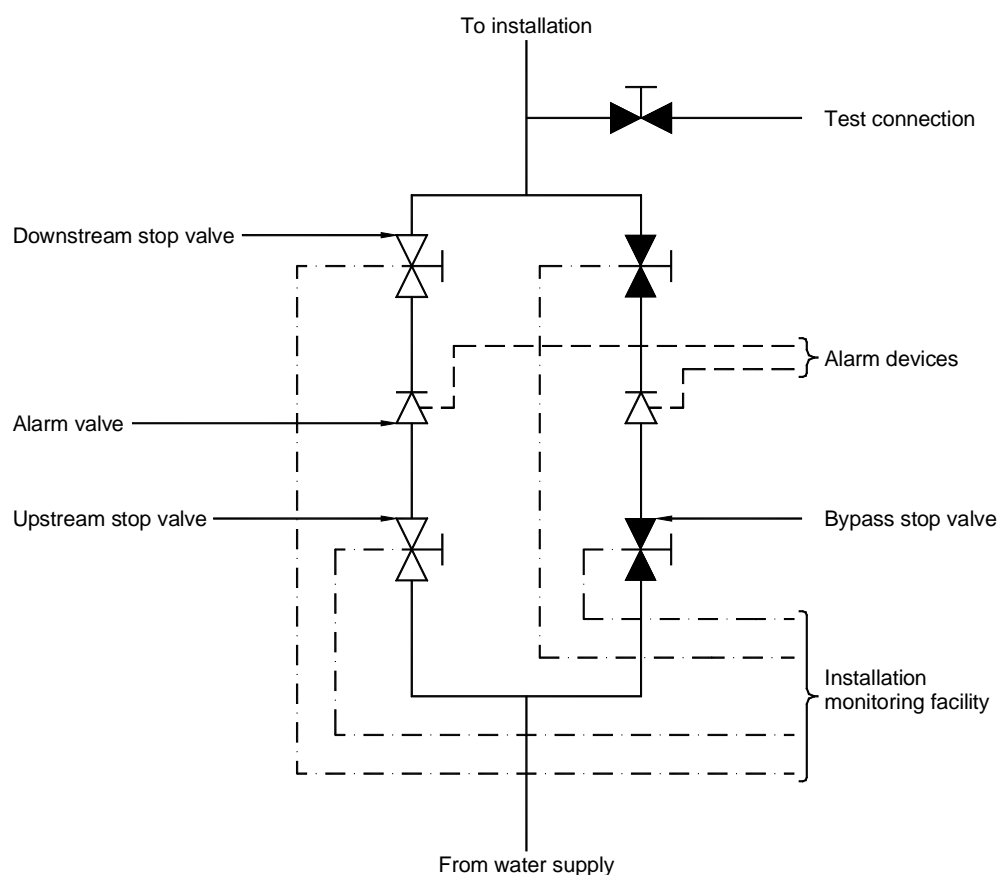 To installation
Test connection
Downstream stop valve
Alarm devices
Alarm valve
Upstream stop valve
Bypass stop valve
Installation
monitoring facility
From water supply